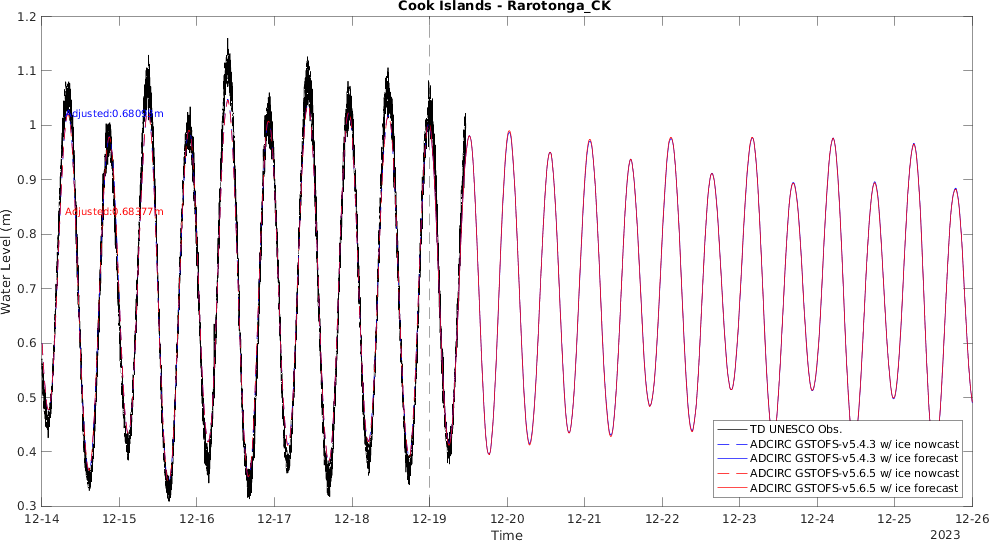 Cook Islands - Rarotonga_CK
1.2
1.1
1
0.9
0.8
0.7
0.6
0.5
0.4
0.3
Water Level (m)
Adjusted:0.6809m
Adjusted:0.68377m
TD UNESCO Obs.
ADCIRC GSTOFS-v5.4.3 w/ ice nowcast
ADCIRC GSTOFS-v5.4.3 w/ ice forecast
ADCIRC GSTOFS-v5.6.5 w/ ice nowcast
ADCIRC GSTOFS-v5.6.5 w/ ice forecast
12-14 12-15 12-16 12-17 12-18 12-19 12-20 12-21 12-22 12-23 12-24 12-25 12-26
Time
2023